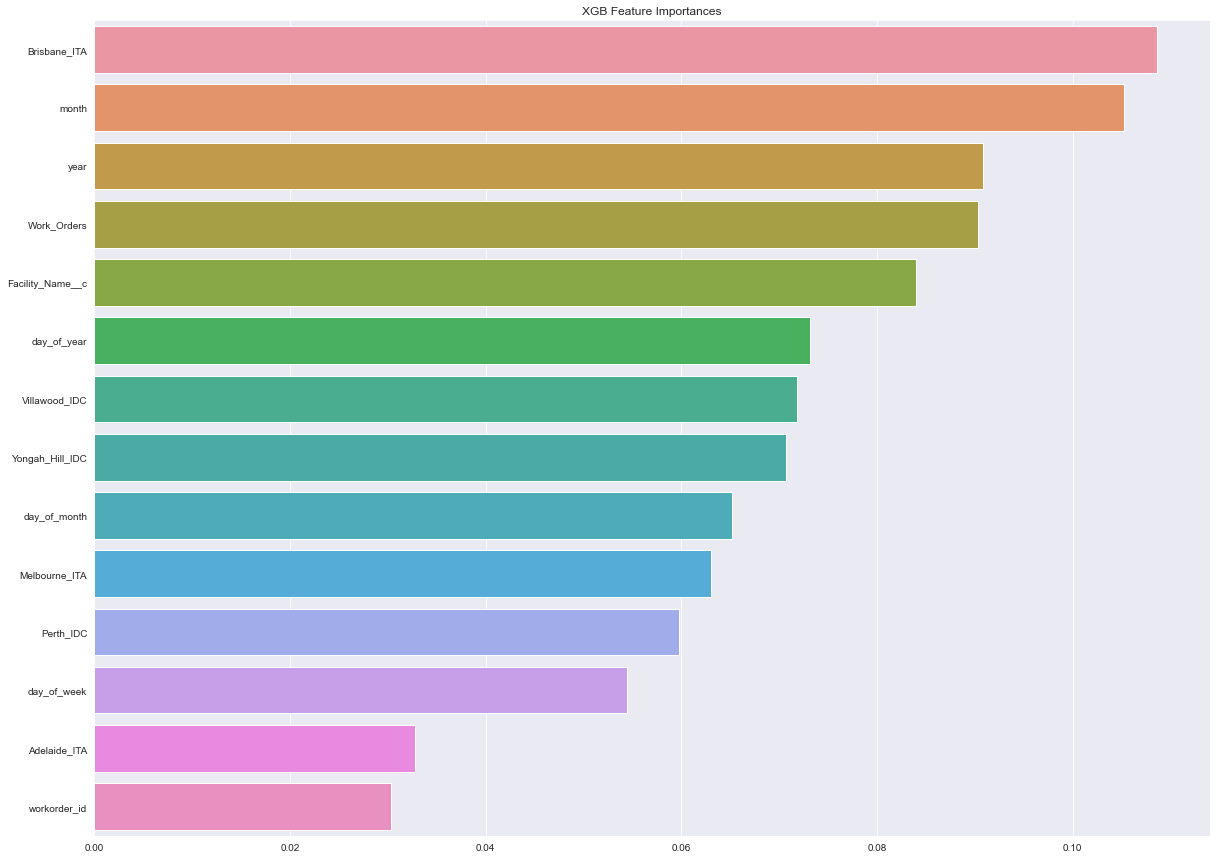 XGB Feature Importances
Brisbane_ITA
month
year
Work_Orders
Facility_Name__c
day_of_year
Villawood_IDC
Yongah_Hill_IDC
day_of_month
Melbourne_ITA
Perth_IDC
day_of_week
Adelaide_ITA
workorder_id
0.00 0.02 0.04 0.06 0.08 0.10